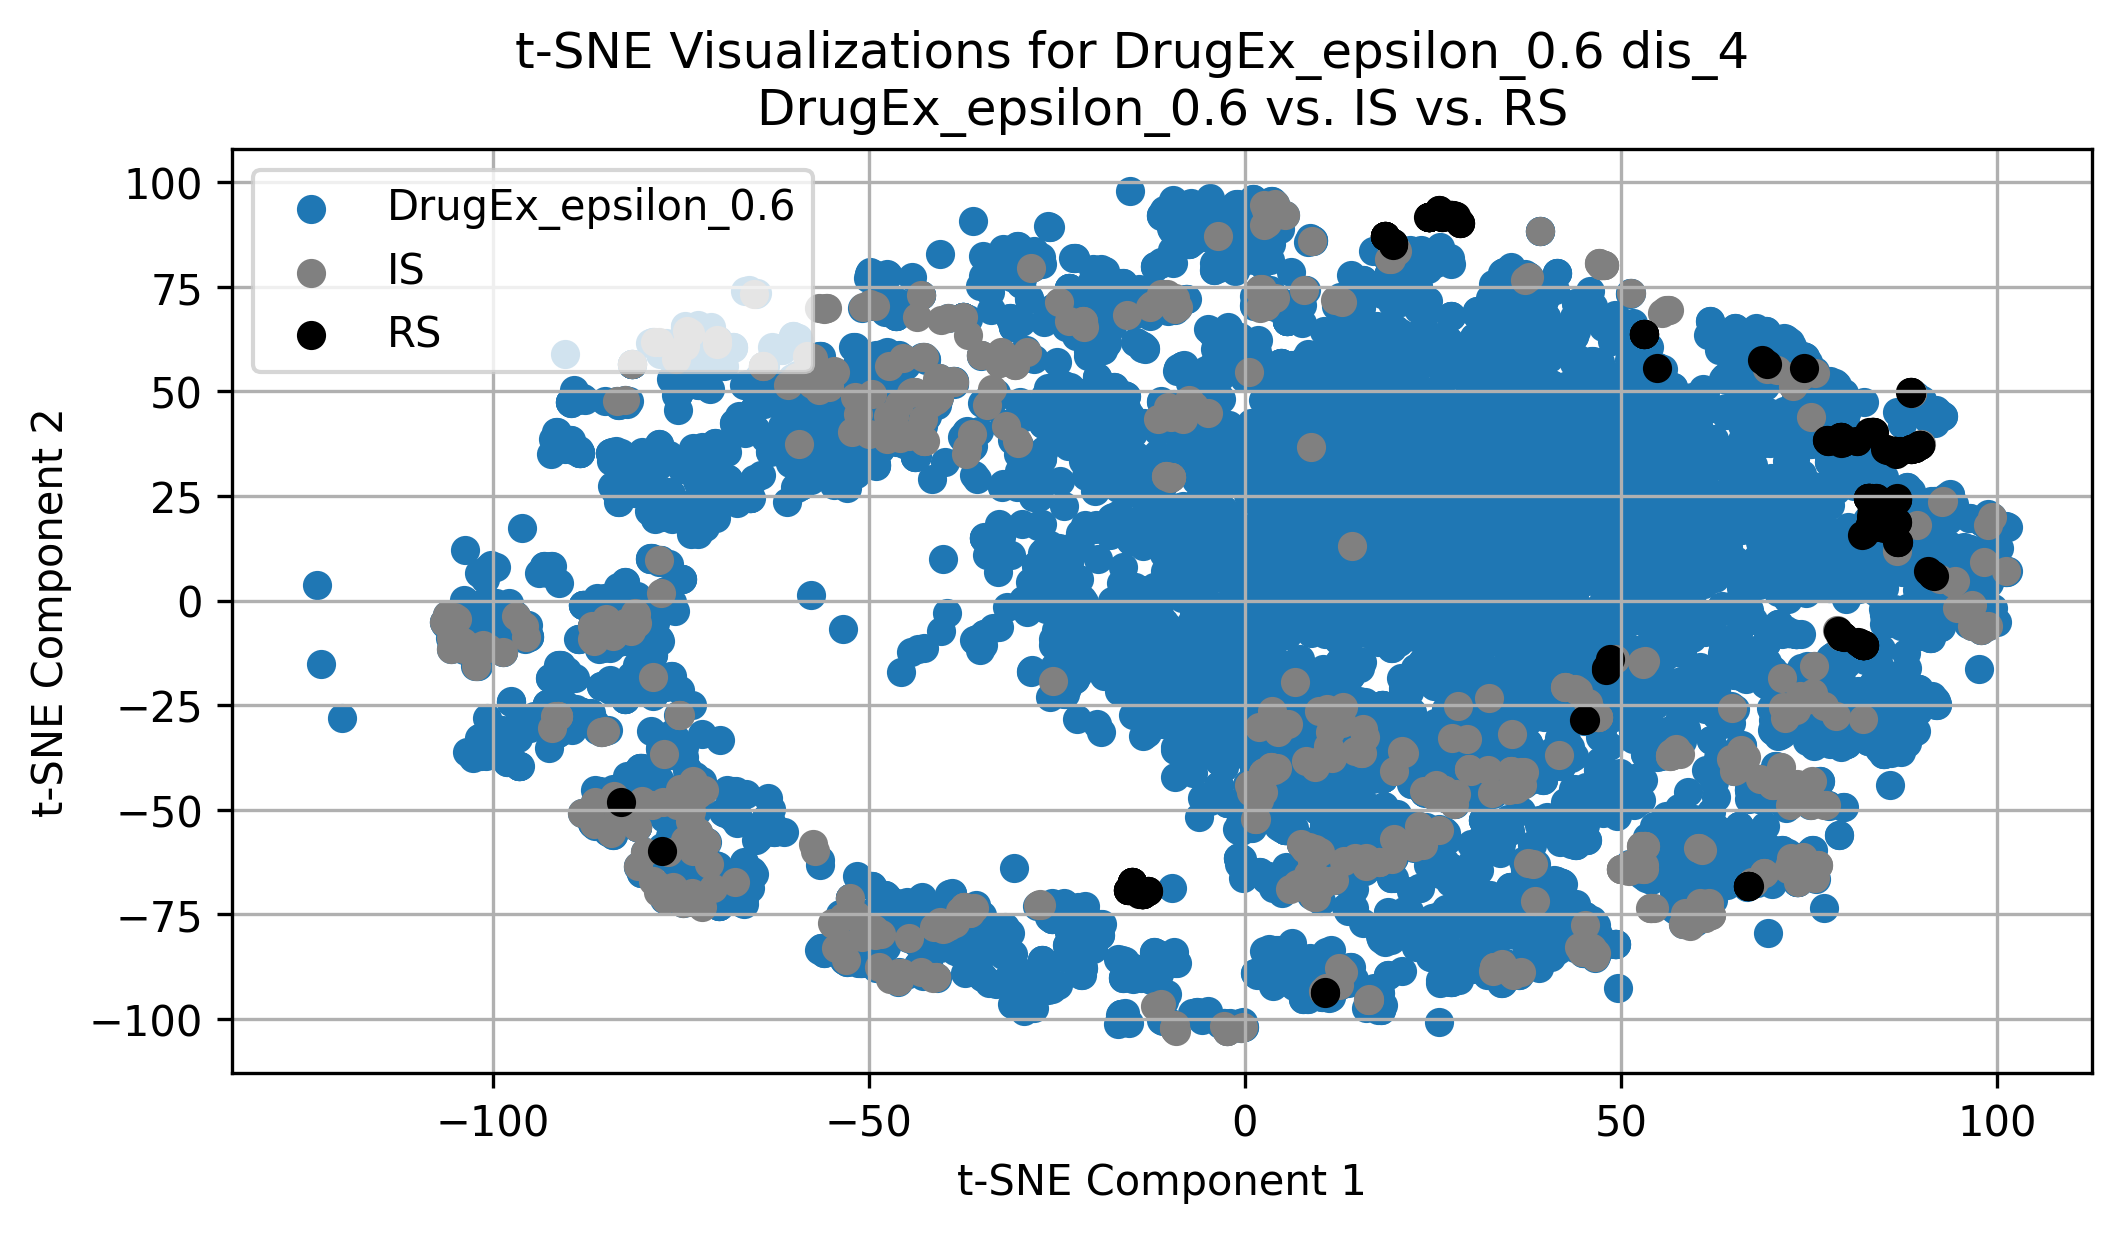 t-SNE Visualizations for DrugEx_epsilon_0.6 dis_4
DrugEx_epsilon_0.6 vs. IS vs. RS
DrugEx_epsilon_0.6
IS
RS
t-SNE Component 2
100
75
50
25
0
−25
−50
−75
−100
−100
−50
0
50
100
t-SNE Component 1